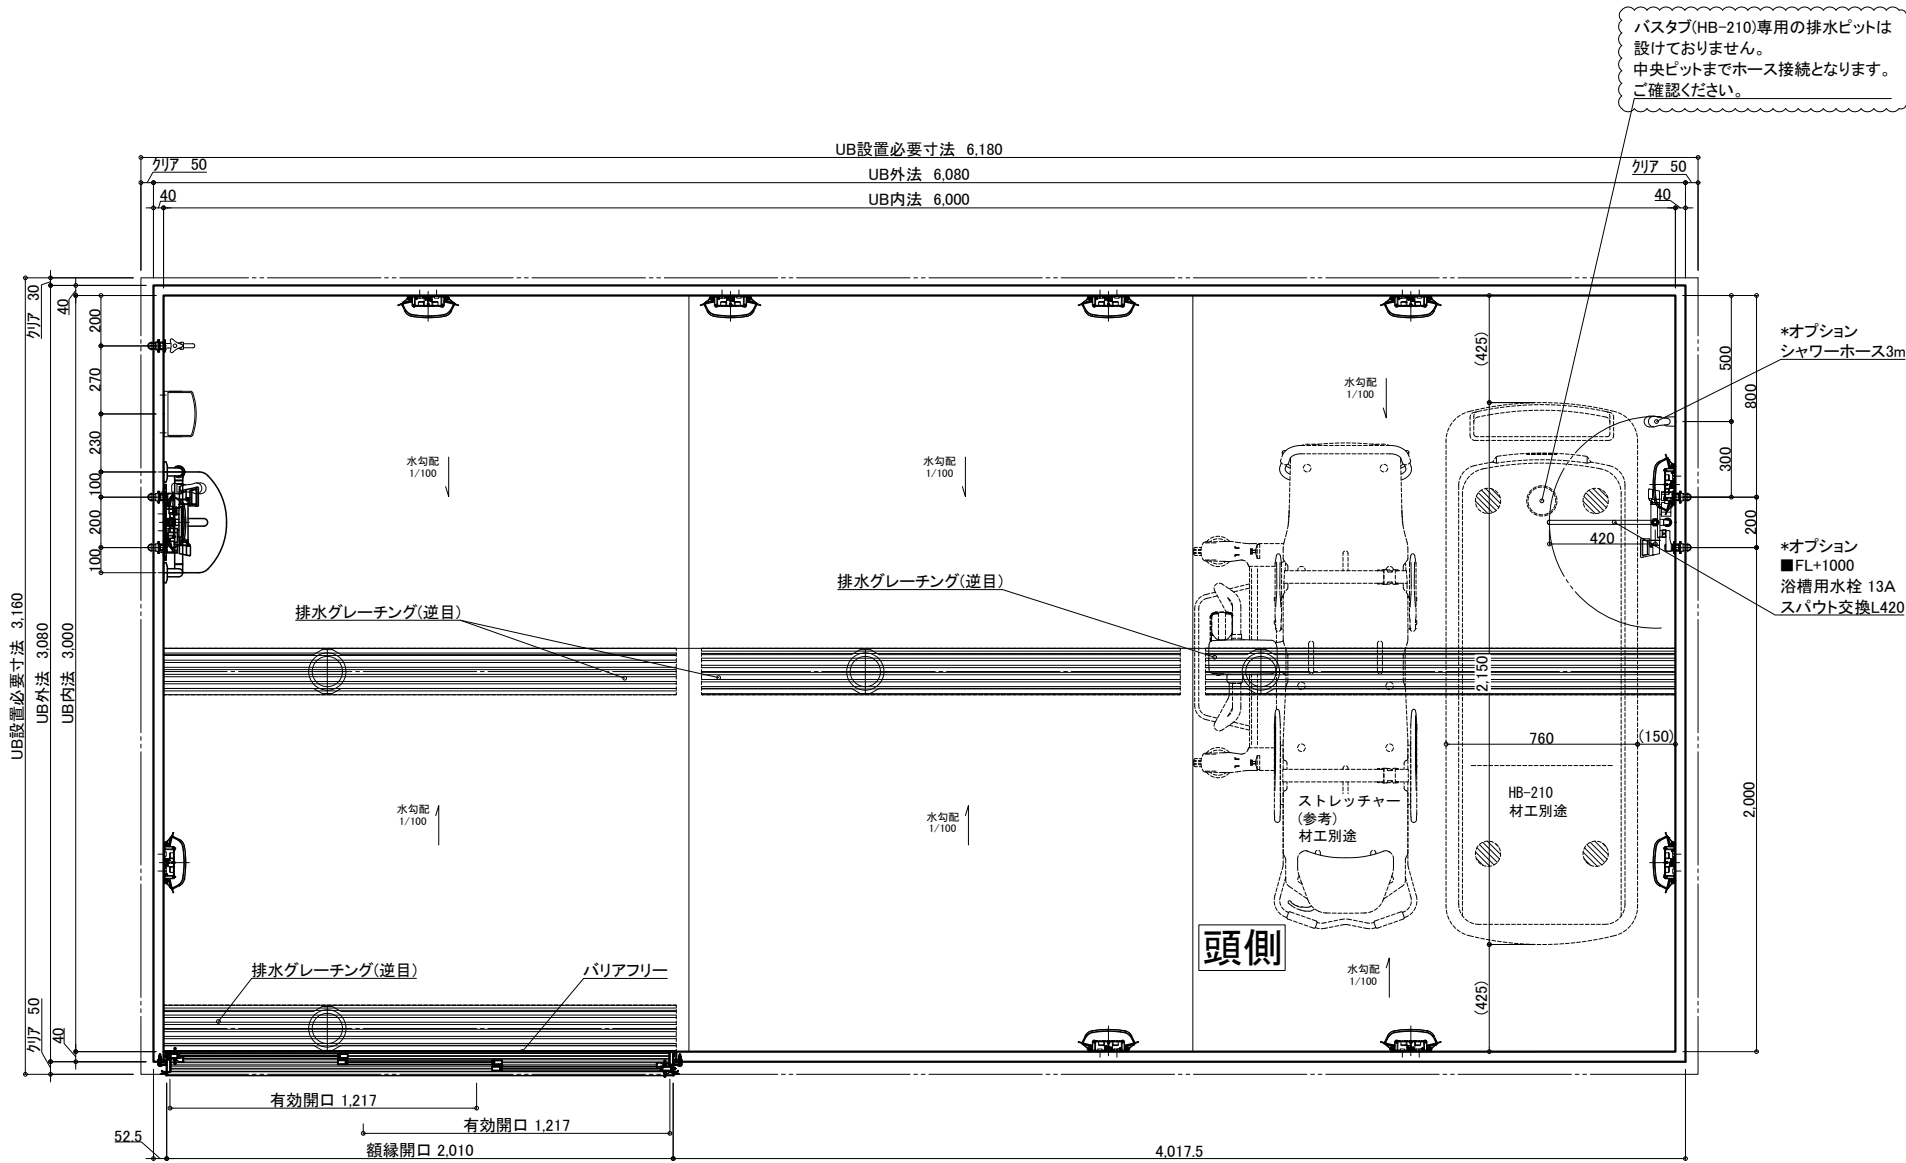 バスタブ(HB-210)専用の排水ピットは
設けておりません。
中央ピットまでホース接続となります。
ご確認ください。
UB設置必要寸法 6,180
クリア 50
クリア 50
UB外法 6,080
40
UB内法 6,000
40
クリア 30
40
200
270
230
100
200
100
UB設置必要寸法 3,160
UB外法 3,080
UB内法 3,000
クリア 50
40
水勾配
1/100
水勾配
1/100
水勾配
1/100
(425)
500
800
300
200
*オプション
シャワーホース3m
420
*オプション
■FL+1000
浴槽用水栓 13A
スパウト交換L420
排水グレーチング(逆目)
排水グレーチング(逆目)
2,150
760
(150)
2,000
水勾配
1/100
水勾配
1/100
ストレッチャー
(参考)
材工別途
HB-210
材工別途
頭側
水勾配
1/100
(425)
排水グレーチング(逆目)
バリアフリー
有効開口 1,217
有効開口 1,217
52.5
額縁開口 2,010
4,017.5